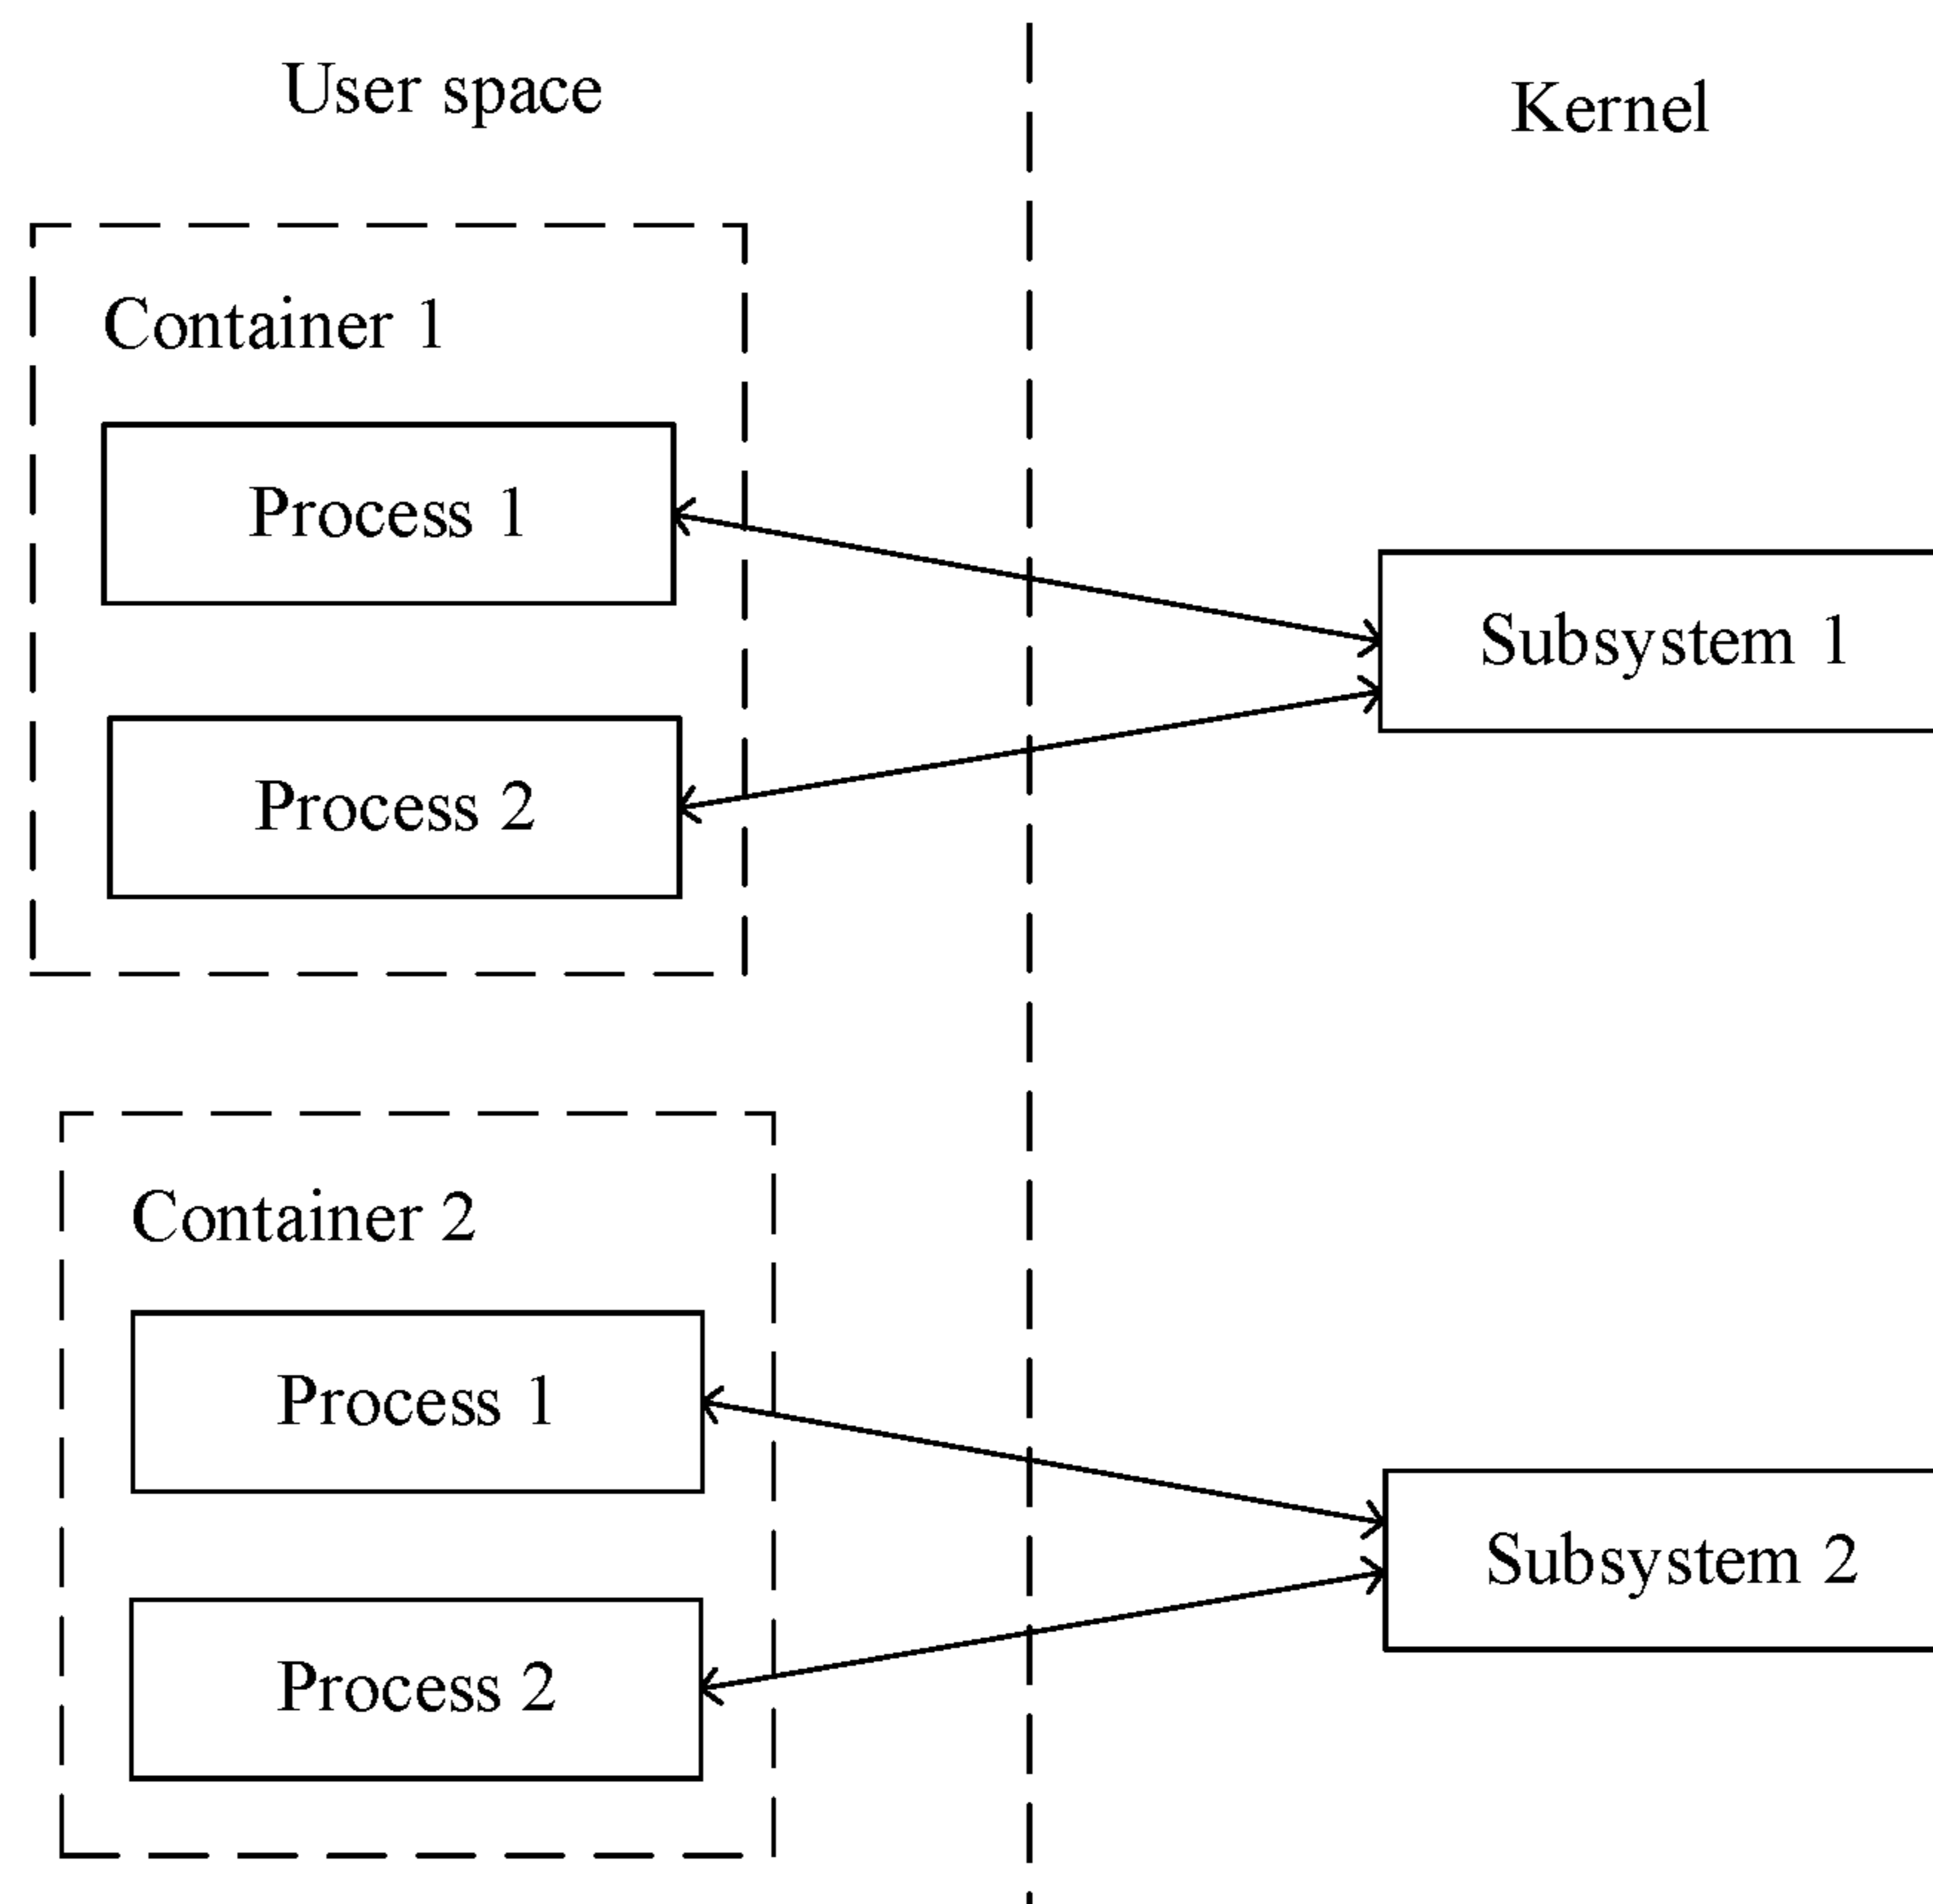 User space
Kernel
Container 1
Process 1
Subsystem 1
Process 2
Container 2
Process 1
Subsystem 2
Process 2